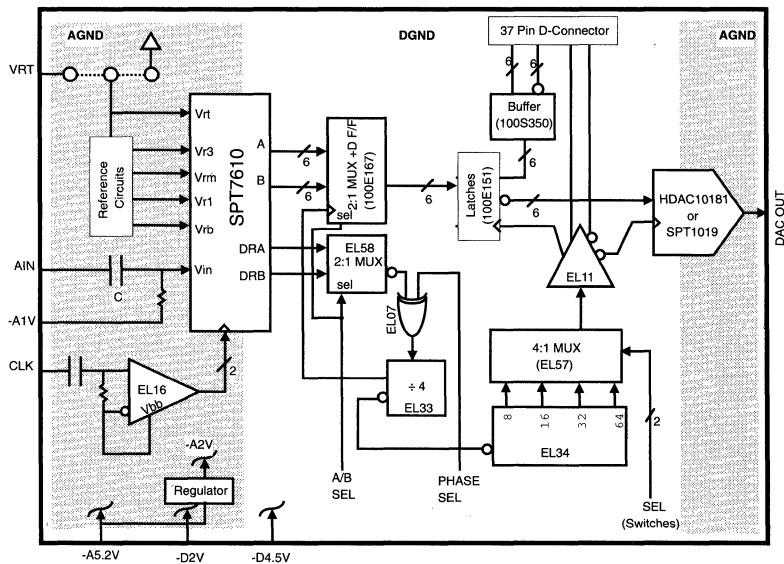 AGND
DGND
37 Pin D-Connector
AGND
VRT
6
6
Buffer
(100S350)
6
Vrt
Vr3
Vrm
Vr1
Vrb
Vin
Reference
Circuits
SPT7610
A
B
DRA
DRB
6
6
2:1 MUX +D F/F
(100E167)
sel
6
Latches
(100E151)
6
HDAC10181
or
SPT1019
DAC OUT
EL58
2:1 MUX
sel
EL11
AIN
C
-A1V
EL07
CLK
EL16
Vbb
2
÷ 4
EL33
4:1 MUX
(EL57)
8
16
32
64
2
EL34
-A2V
Regulator
A/B
SEL
PHASE
SEL
SEL
(Switches)
-A5.2V
-D2V
-D4.5V